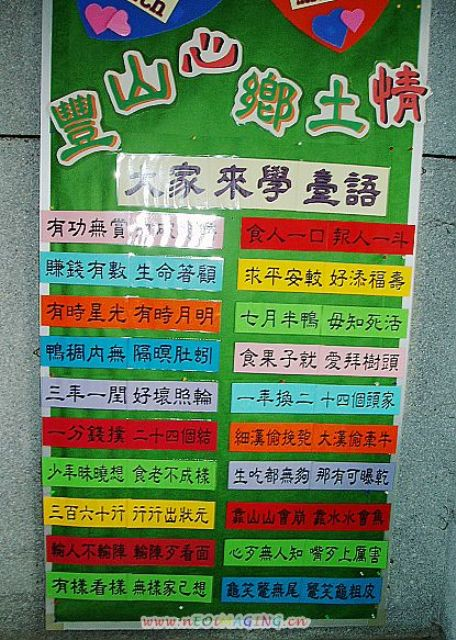 豐山心鄉土情
大家來學 臺語
有功無賞
賺錢有數 生命著顧
有時星光 有時月明
鴨稠內無 隔暝肚蚓
三年一閏 好壞照輪
一分錢撲 二十四個結
少年昧曉想 食老不成樣
三百六十行 行行出狀元
輸人不輸陣 輸陣歹看面
有樣看樣 無樣家己想
食人一口 報人一斗
求平安較 好添福壽
七月半鴨 毋知死活
食果子就 愛拜樹頭
一年換二 十四個頭家
細漢偷挽匏 大漢偷牽牛
生吃都無夠 那有可曝乾
靠山山會崩 靠水水會焦
心歹無人知 嘴歹上厲害
龜笑鱉無尾 鱉笑龜粗皮
www.nEOiMAGING.cn